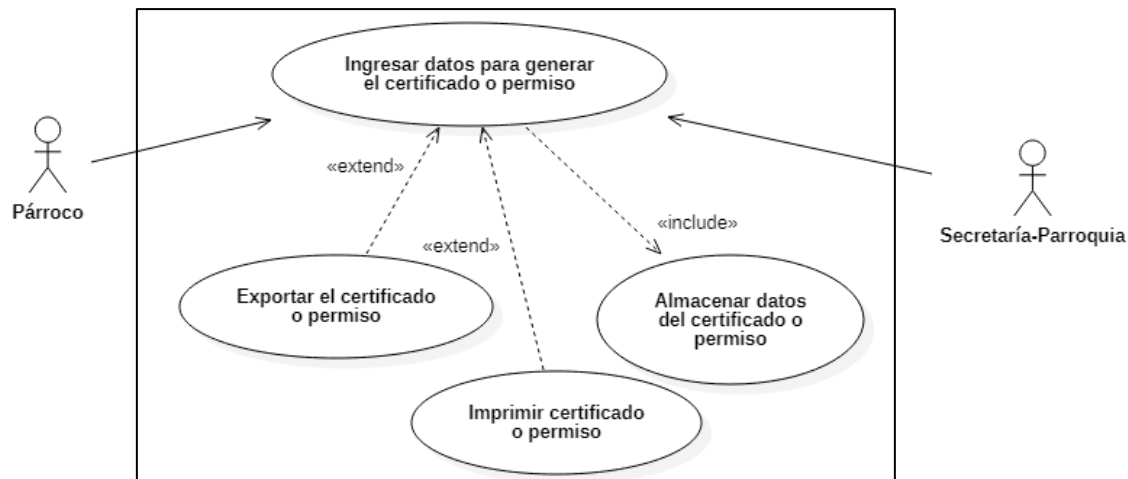 Ingresar datos para generar
el certificado o permiso
Párroco
«extend»
«extend»
«include»
Secretaría-Parroquia
Exportar el certificado
o permiso
Almacenar datos
del certificado o
permiso
Imprimir certificado
o permiso